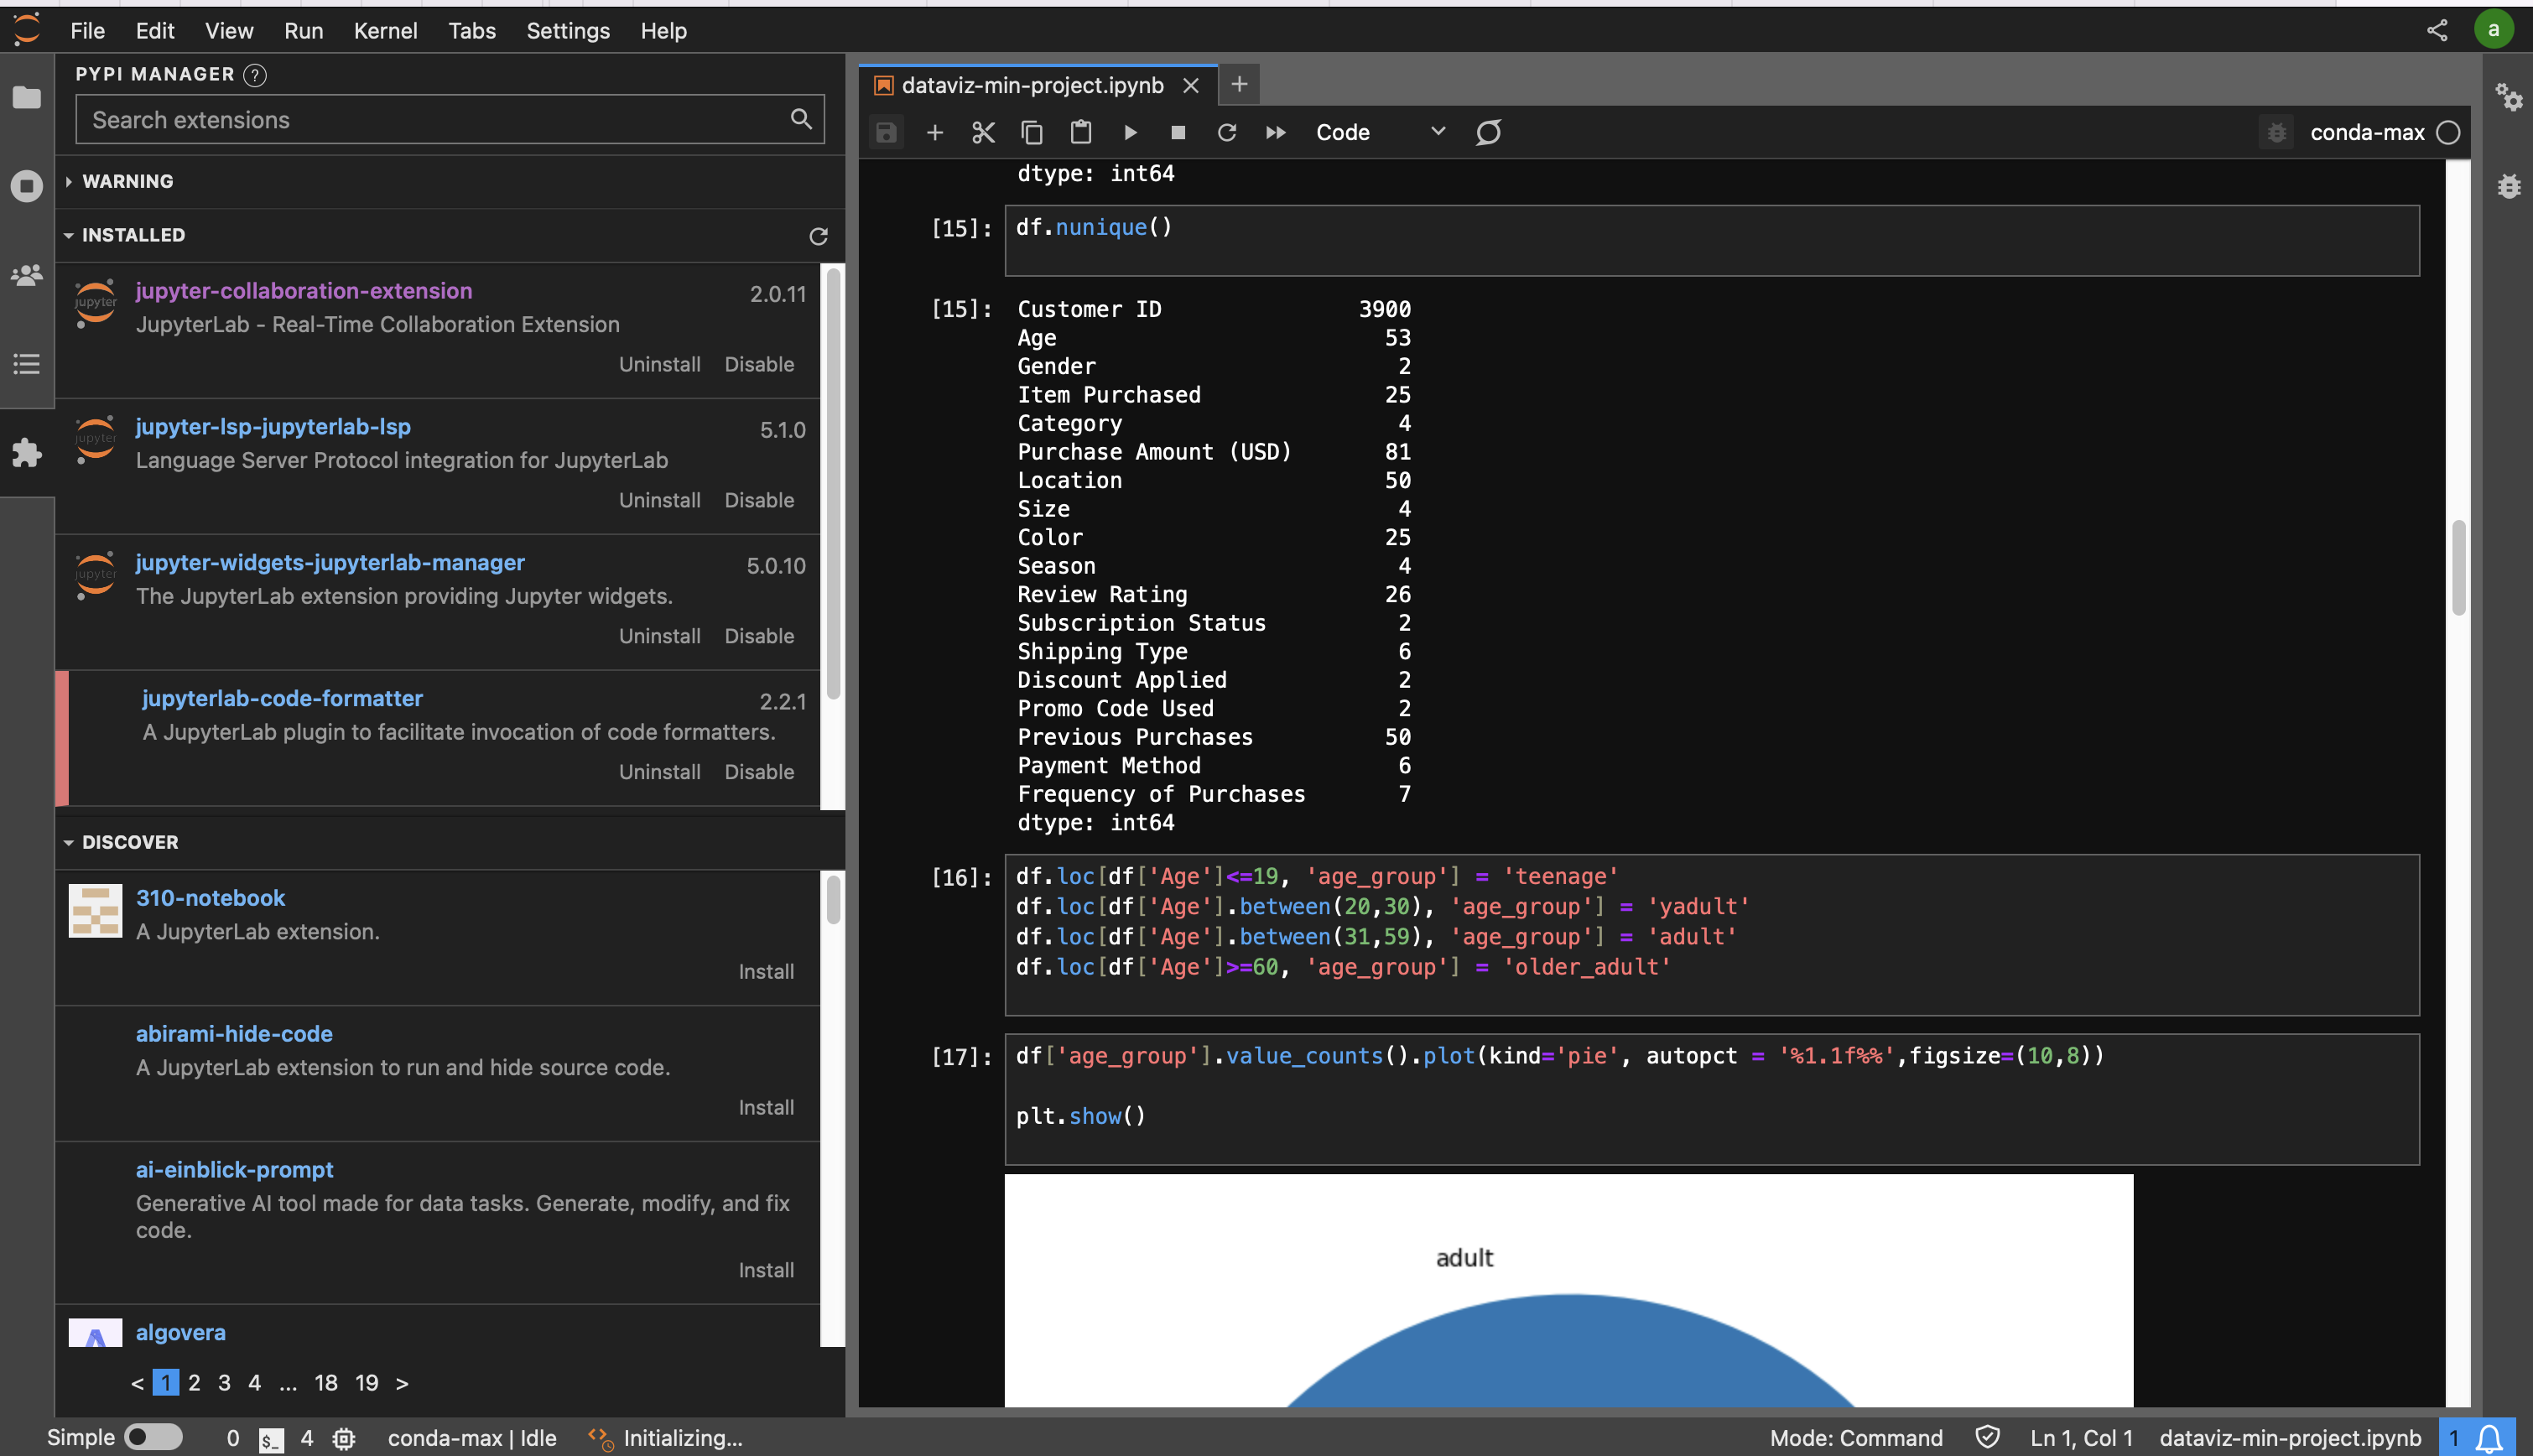 File Edit View Run Kernel Tabs Settings Help
a
PYPI MANAGER ?
Search extensions
WARNING
INSTALLED
jupyter
jupyter-collaboration-extension 2.0.11
JupyterLab - Real-Time Collaboration Extension
Uninstall Disable
jupyter
jupyter-lsp-jupyterlab-lsp 5.1.0
Language Server Protocol integration for JupyterLab
Uninstall Disable
jupyter
jupyter-widgets-jupyterlab-manager 5.0.10
The JupyterLab extension providing Jupyter widgets.
Uninstall Disable
jupyterlab-code-formatter 2.2.1
A JupyterLab plugin to facilitate invocation of code formatters.
Uninstall Disable
DISCOVER
310-notebook
A JupyterLab extension.
Install
abirami-hide-code
A JupyterLab extension to run and hide source code.
Install
ai-einblick-prompt
Generative AI tool made for data tasks. Generate, modify, and fix
code.
Install
algovera
< 1 2 3 4 ... 18 19 >
dataviz-min-project.ipynb
Code
conda-max
dtype: int64
[15]: df.nunique()
[15]: Customer ID 3900
Age 53
Gender 2
Item Purchased 25
Category 4
Purchase Amount (USD) 81
Location 50
Size 4
Color 25
Season 4
Review Rating 26
Subscription Status 2
Shipping Type 6
Discount Applied 2
Promo Code Used 2
Previous Purchases 50
Payment Method 6
Frequency of Purchases 7
dtype: int64
[16]: df.loc[df['Age']<=19, 'age_group'] = 'teenage'
df.loc[df['Age'].between(20,30), 'age_group'] = 'yadult'
df.loc[df['Age'].between(31,59), 'age_group'] = 'adult'
df.loc[df['Age']>=60, 'age_group'] = 'older_adult'
[17]: df['age_group'].value_counts().plot(kind='pie', autopct = '%1.1f%%',figsize=(10,8))
plt.show()
adult
Simple 0 $_ 4 conda-max | Idle Initializing... Mode: Command Ln 1, Col 1 dataviz-min-project.ipynb 1